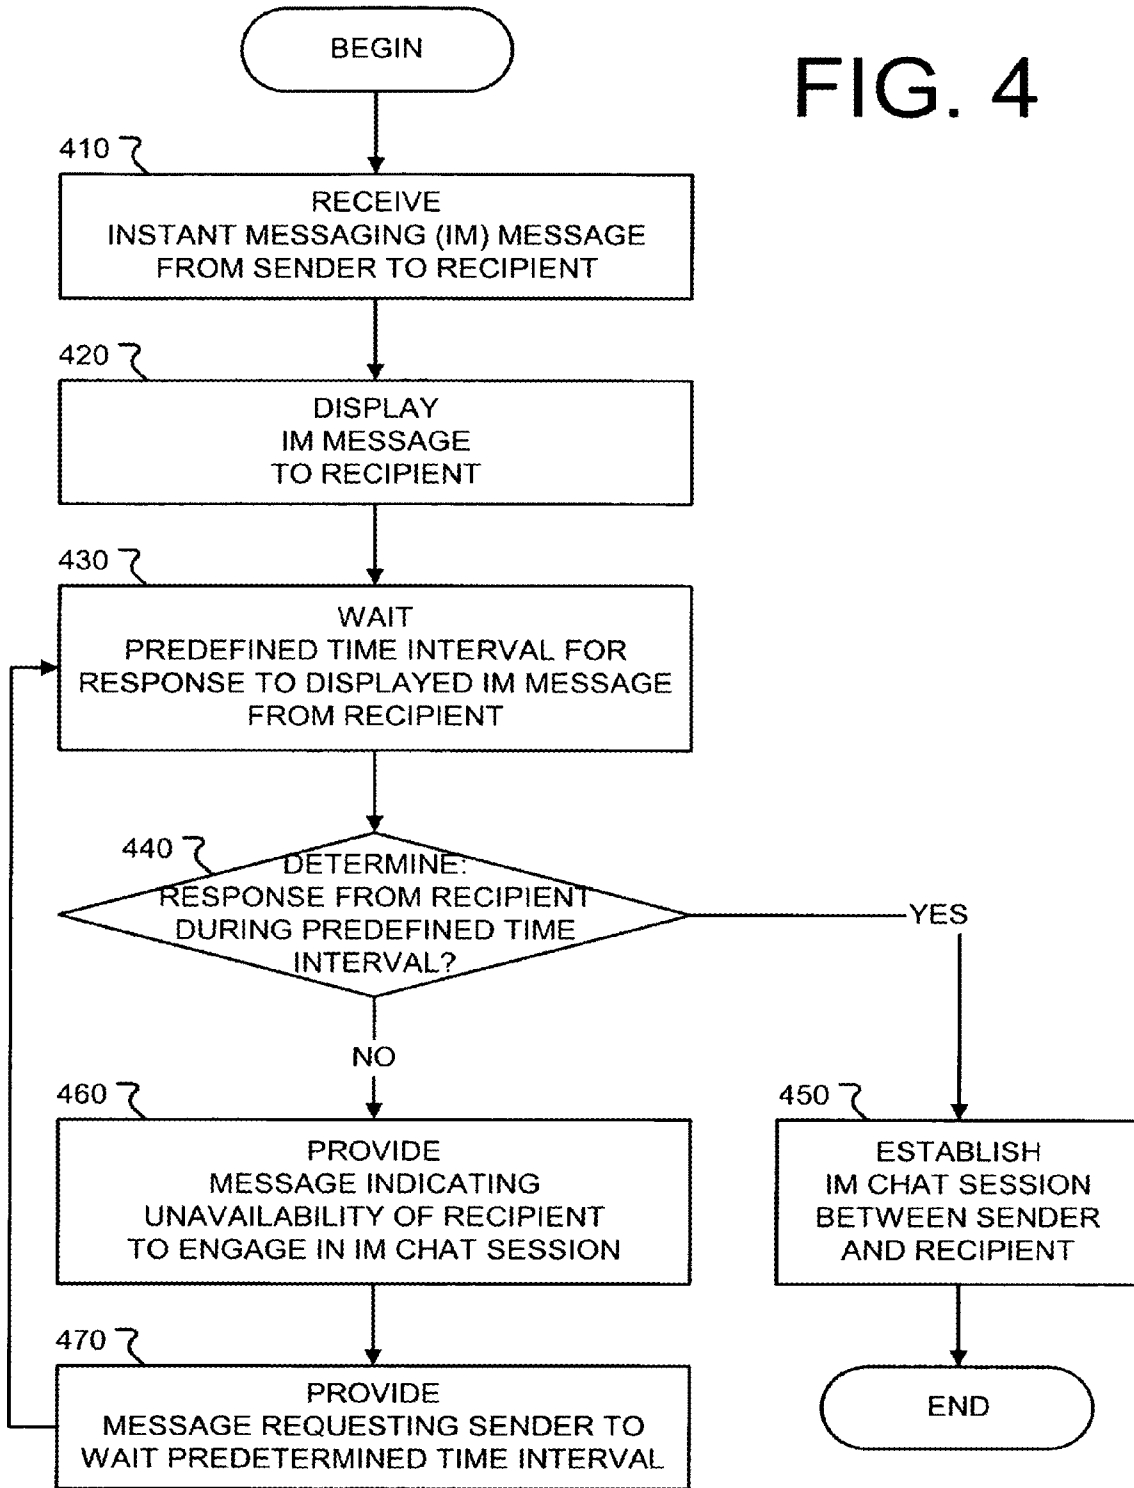 BEGIN
FIG. 4
410
RECEIVE
INSTANT MESSAGING (IM) MESSAGE
FROM SENDER TO RECIPIENT
420
DISPLAY
IM MESSAGE
TO RECIPIENT
430
WAIT
PREDEFINED TIME INTERVAL FOR
RESPONSE TO DISPLAYED IM MESSAGE
FROM RECIPIENT
440
DETERMINE:
RESPONSE FROM RECIPIENT
DURING PREDEFINED TIME
INTERVAL?
YES
NO
460
PROVIDE
MESSAGE INDICATING
UNAVAILABILITY OF RECIPIENT
TO ENGAGE IN IM CHAT SESSION
450
ESTABLISH
IM CHAT SESSION
BETWEEN SENDER
AND RECIPIENT
470
PROVIDE
MESSAGE REQUESTING SENDER TO
WAIT PREDETERMINED TIME INTERVAL
END